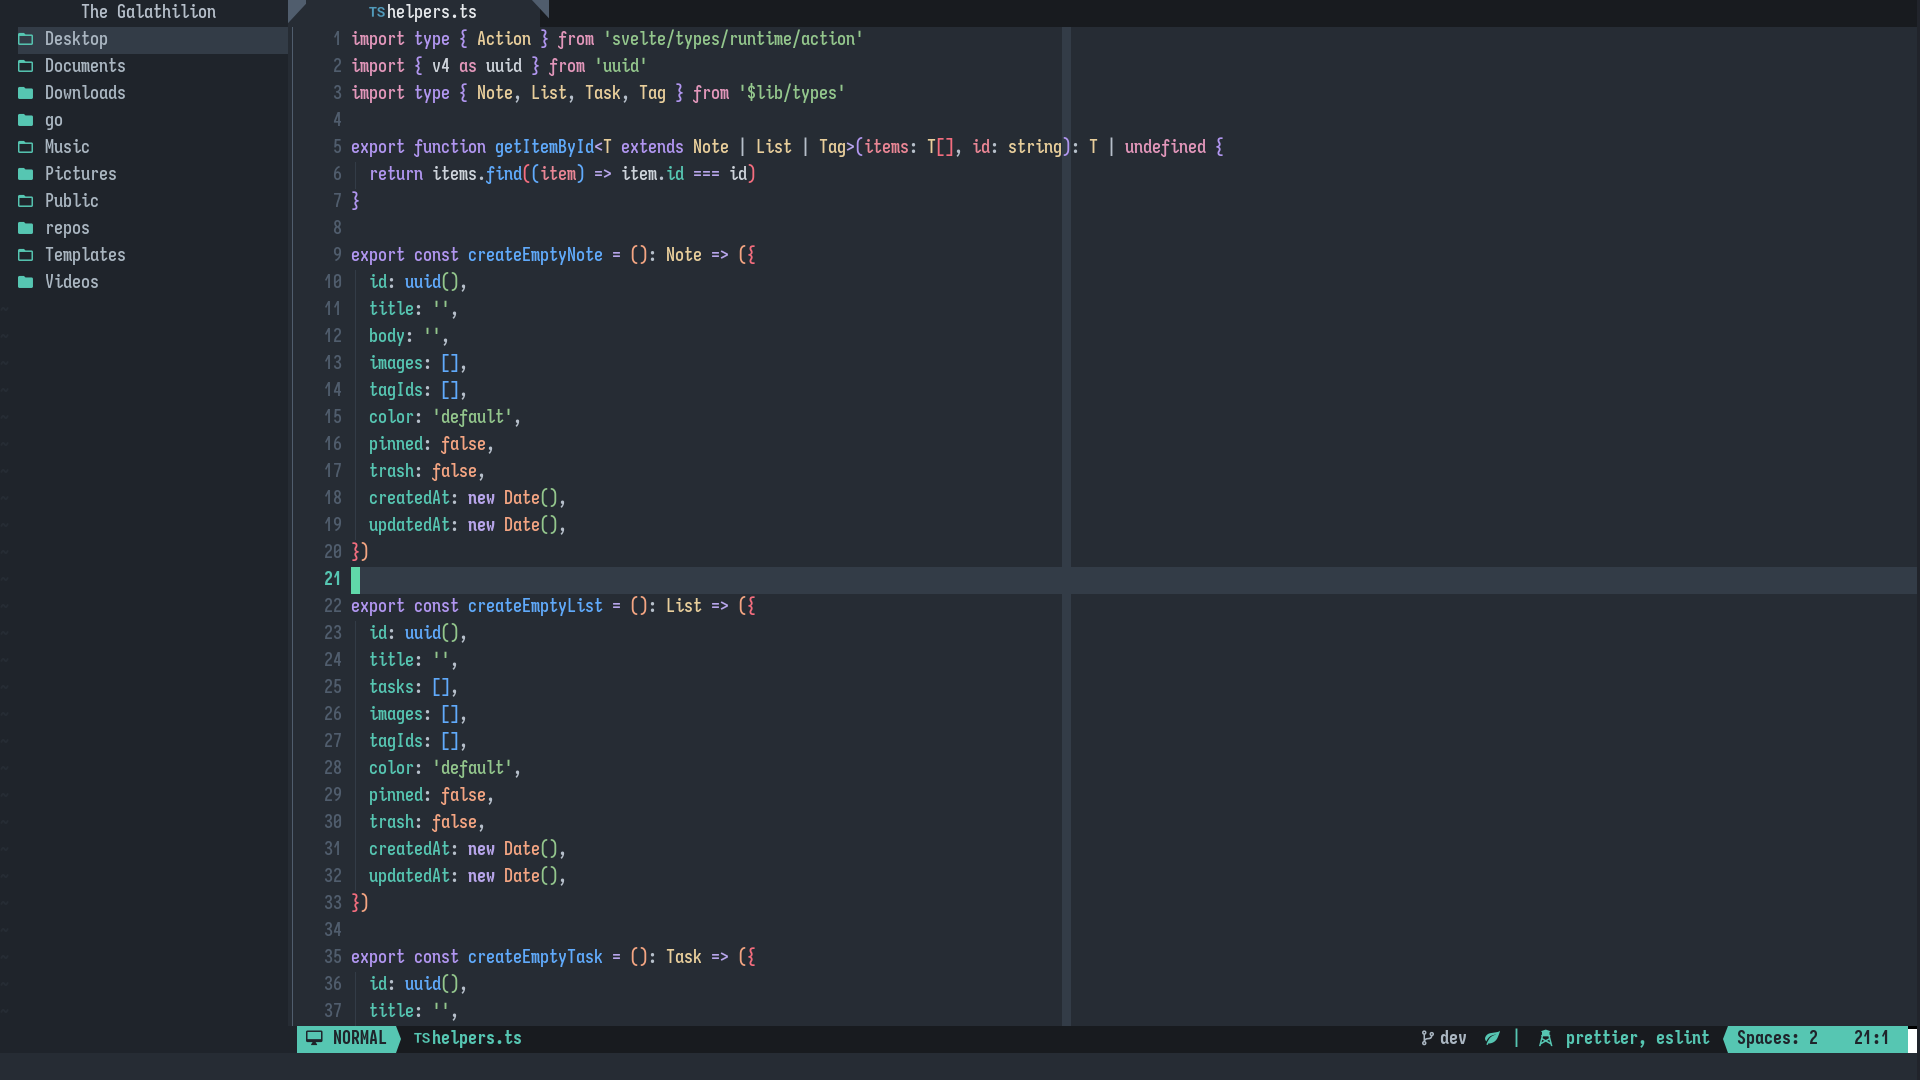 The Galathilion
Desktop
Documents
Downloads
go
Music
Pictures
Public
repos
Templates
Videos
TS helpers.ts
1 import type { Action } from 'svelte/types/runtime/action'
2 import { v4 as uuid } from 'uuid'
3 import type { Note, List, Task, Tag } from '$lib/types'
4
5 export function getItemById<T extends Note | List | Tag>(items: T[], id: string): T | undefined {
6   return items.find((item) => item.id === id)
7 }
8
9 export const createEmptyNote = (): Note => ({
10   id: uuid(),
11   title: '',
12   body: '',
13   images: [],
14   tagIds: [],
15   color: 'default',
16   pinned: false,
17   trash: false,
18   createdAt: new Date(),
19   updatedAt: new Date(),
20 })
21
22 export const createEmptyList = (): List => ({
23   id: uuid(),
24   title: '',
25   tasks: [],
26   images: [],
27   tagIds: [],
28   color: 'default',
29   pinned: false,
30   trash: false,
31   createdAt: new Date(),
32   updatedAt: new Date(),
33 })
34
35 export const createEmptyTask = (): Task => ({
36   id: uuid(),
37   title: '',
NORMAL TS helpers.ts dev | prettier, eslint Spaces: 2 21:1